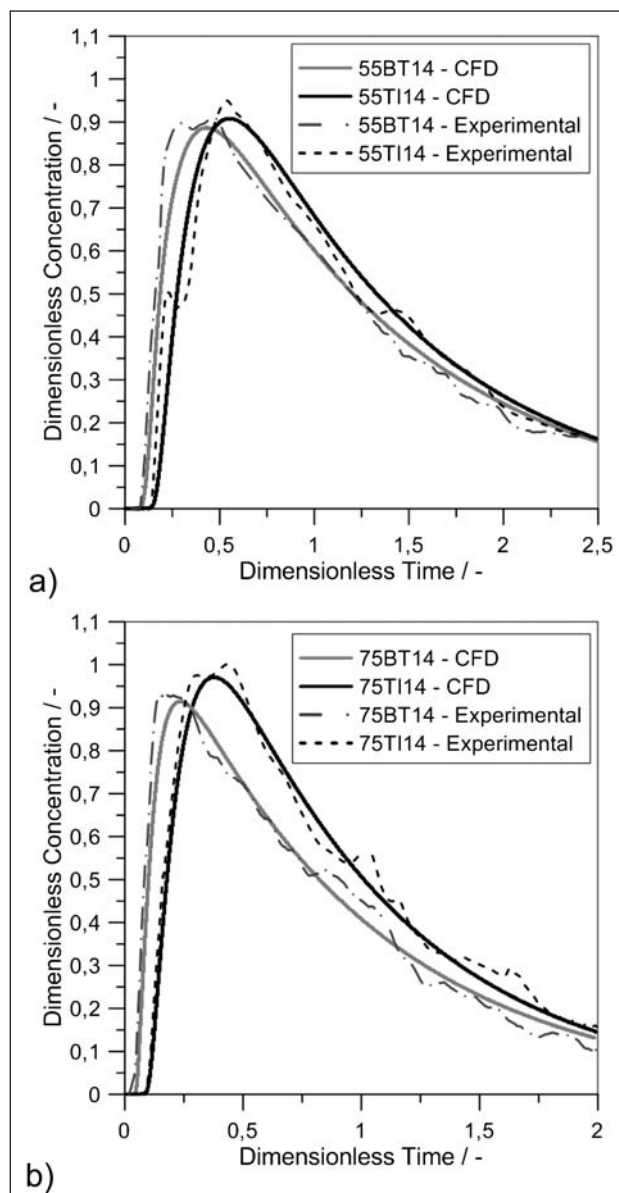 1,1
1
0,9
0,8
0,7
0,6
0,5
0,4
0,3
0,2
0,1
0
Dimensionless Concentration / -
55BT14 - CFD
55TI14 - CFD
55BT14 - Experimental
55TI14 - Experimental
0 0,5 1 1,5 2 2,5
Dimensionless Time / -
a)
1,1
1
0,9
0,8
0,7
0,6
0,5
0,4
0,3
0,2
0,1
0
Dimensionless Concentration / -
75BT14 - CFD
75TI14 - CFD
75BT14 - Experimental
75TI14 - Experimental
0 0,5 1 1,5 2
Dimensionless Time / -
b)